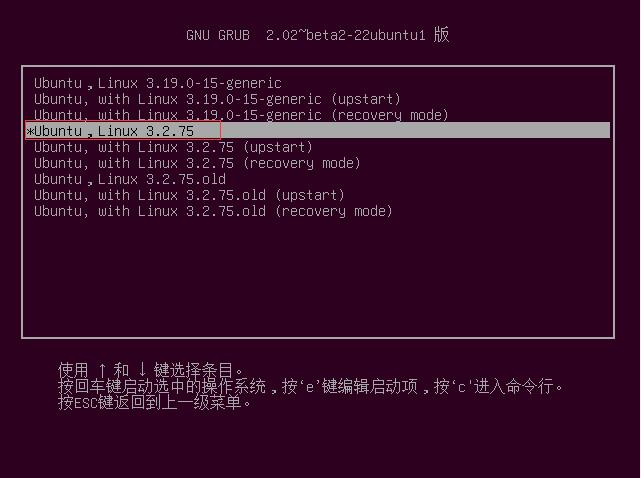 GNU GRUB  2.02~beta2-22ubuntu1 版
Ubuntu，Linux 3.19.0-15-generic
Ubuntu, with Linux 3.19.0-15-generic (upstart)
Ubuntu, with Linux 3.19.0-15-generic (recovery mode)
*Ubuntu，Linux 3.2.75
Ubuntu, with Linux 3.2.75 (upstart)
Ubuntu, with Linux 3.2.75 (recovery mode)
Ubuntu，Linux 3.2.75.old
Ubuntu, with Linux 3.2.75.old (upstart)
Ubuntu, with Linux 3.2.75.old (recovery mode)
使用 ↑ 和 ↓ 键选择条目。
按回车键启动选中的操作系统，按‘e’键编辑启动项，按‘c'进入命令行。
按ESC键返回到上一级菜单。